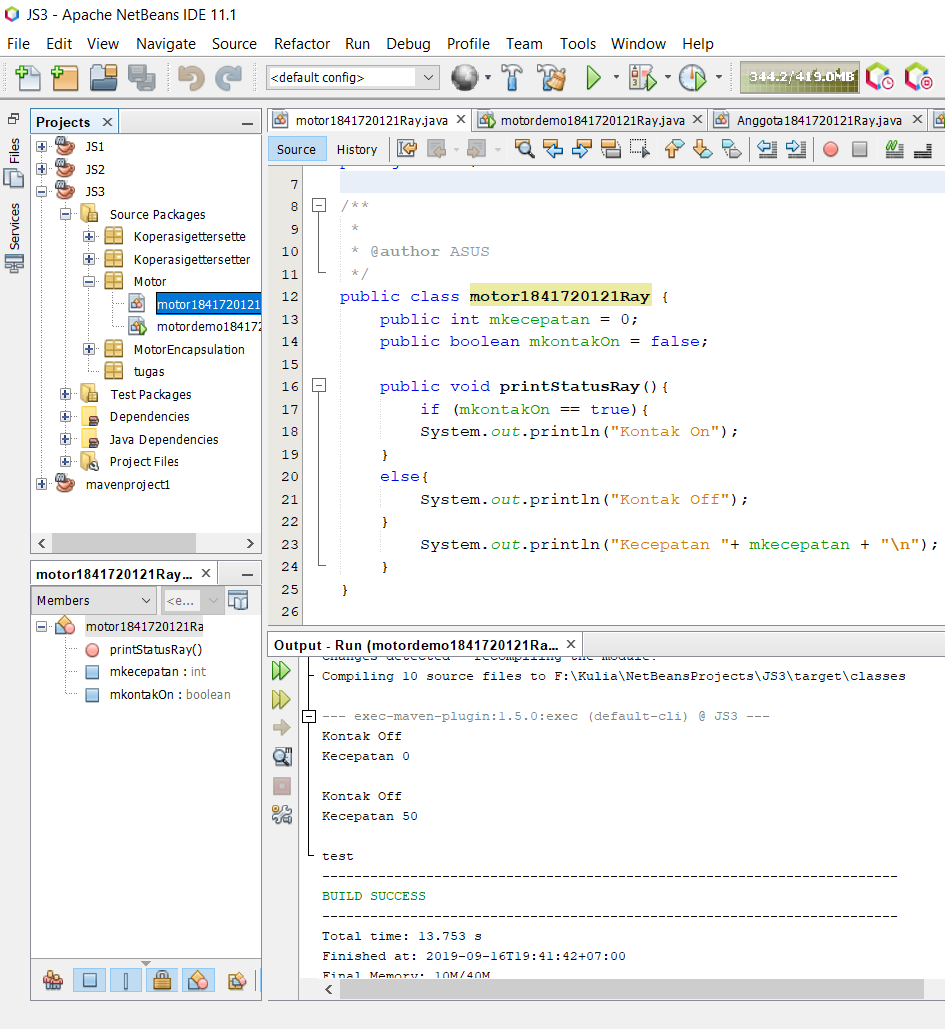 JS3 - Apache NetBeans IDE 11.1
File Edit View Navigate Source Refactor Run Debug Profile Team Tools Window Help
<default config>
344.2/419.0MB
Files
Services
Projects
JS1
JS2
JS3
Source Packages
Koperasigettersette
Koperasigettersetter
Motor
motor1841720121
motordemo18417
MotorEncapsulation
tugas
Test Packages
Dependencies
Java Dependencies
Project Files
mavenproject1
motor1841720121Ray...
Members
<e...
motor1841720121Ra
printStatusRay()
mkecepatan : int
mkontakOn : boolean
motor1841720121Ray.java motordemo1841720121Ray.java Anggota1841720121Ray.java
Source History
7
8 /**
9 *
10 * @author ASUS
11 */
12 public class motor1841720121Ray {
13 public int mkecepatan = 0;
14 public boolean mkontakOn = false;
15
16 public void printStatusRay(){
17 if (mkontakOn == true){
18 System.out.println("Kontak On");
19 }
20 else{
21 System.out.println("Kontak Off");
22 }
23 System.out.println("Kecepatan "+ mkecepatan + "\n");
24 }
25 }
26
Output - Run (motordemo1841720121Ra...
Changes detected - recompiling the module!
Compiling 10 source files to F:\Kulia\NetBeansProjects\JS3\target\classes
--- exec-maven-plugin:1.5.0:exec (default-cli) @ JS3 ---
Kontak Off
Kecepatan 0
Kontak Off
Kecepatan 50
test
------------------------------------------------------------------------
BUILD SUCCESS
------------------------------------------------------------------------
Total time: 13.753 s
Finished at: 2019-09-16T19:41:42+07:00
Final Memory: 10M/40M